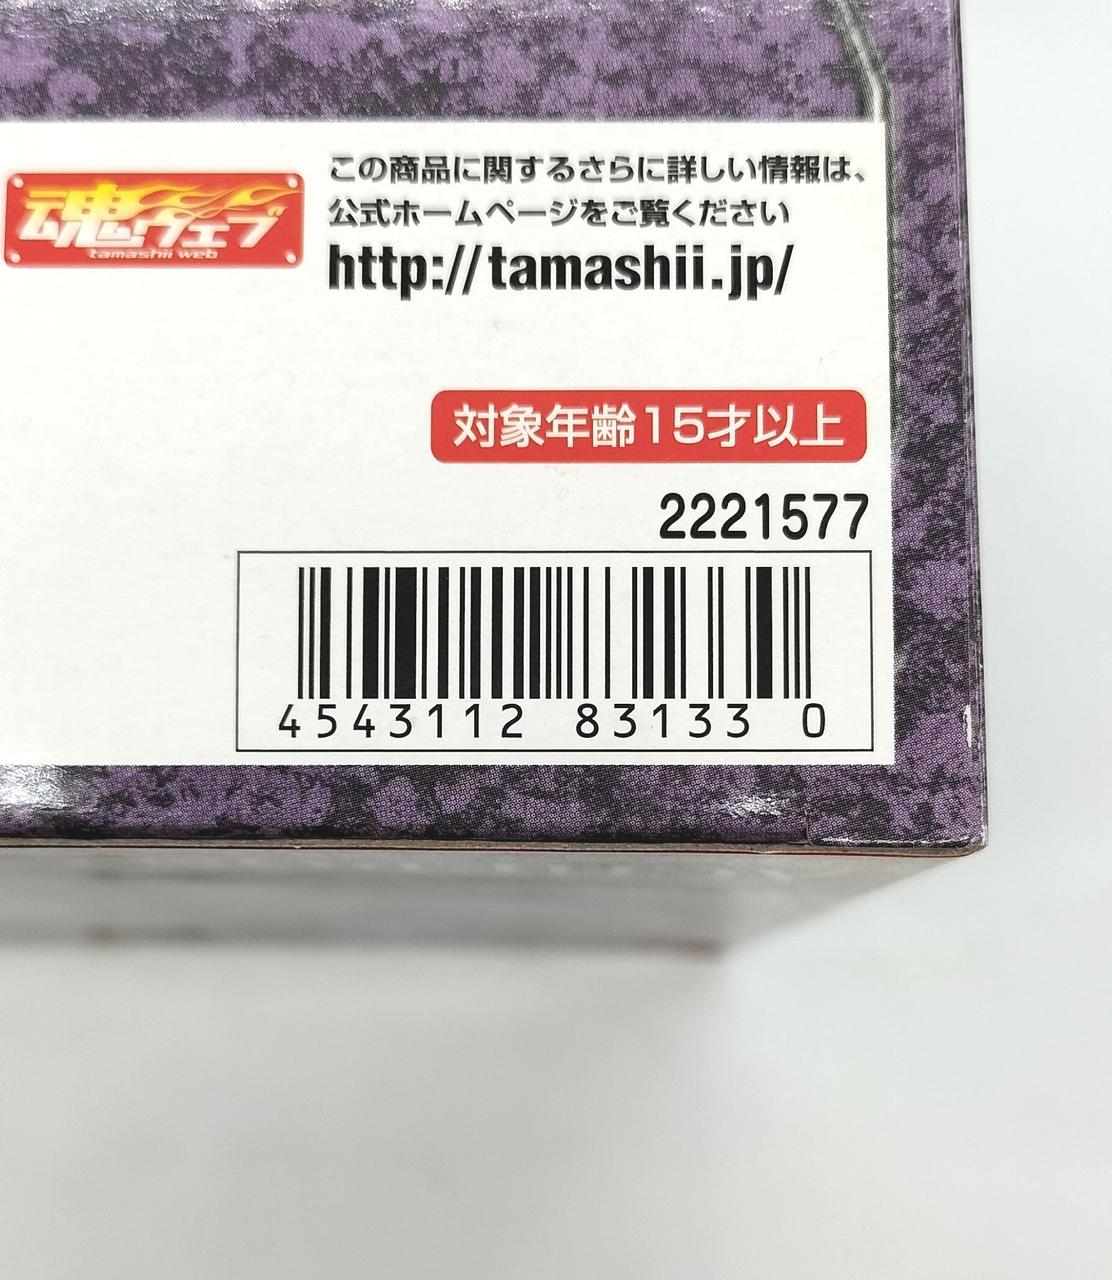 魂ウェブ
tamashii web
この商品に関するさらに詳しい情報は、
公式ホームページをご覧ください
http://tamashii.jp/
対象年齢15才以上
2221577
4543112 83133 0